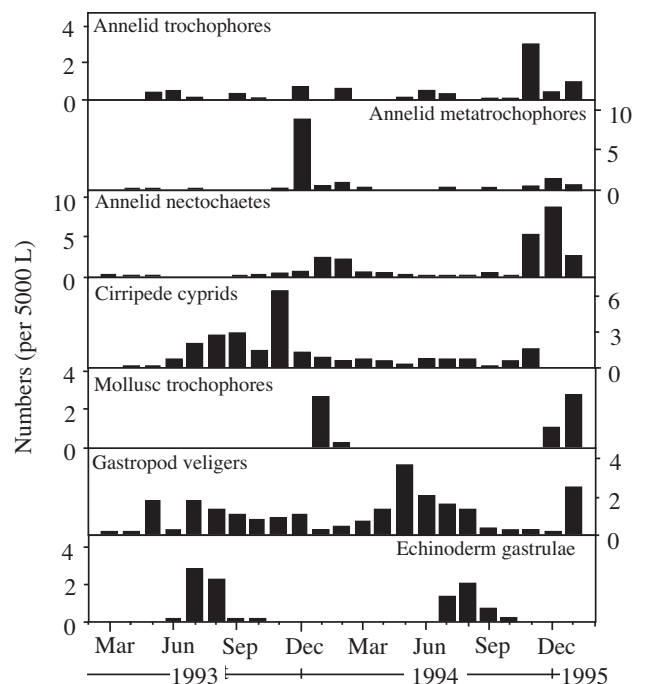 Annelid trochophores
4
2
0
Annelid metatrochophores
10
5
0
Annelid nectochaetes
10
5
0
Cirripede cyprids
6
3
0
Mollusc trochophores
4
2
0
Gastropod veligers
4
2
0
Echinoderm gastrulae
4
2
0
Numbers (per 5000 L)
Mar Jun Sep Dec Mar Jun Sep Dec
1993 1994 1995